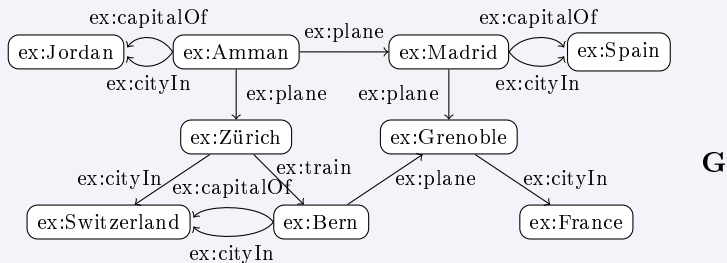 ex:capitalOf ex:plane ex:capitalOf
ex:Jordan ex:Amman ex:Madrid ex:Spain
ex:cityIn ex:cityIn
ex:plane ex:plane
ex:Zürich ex:Grenoble
G
ex:cityIn ex:train ex:plane ex:cityIn
ex:capitalOf
ex:Switzerland ex:Bern ex:France
ex:cityIn